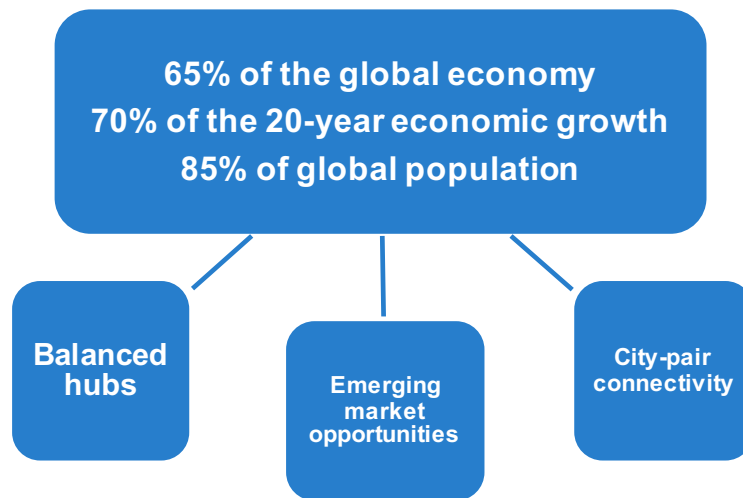 65% of the global economy
70% of the 20-year economic growth
85% of global population
Balanced
hubs
Emerging
market
opportunities
City-pair
connectivity